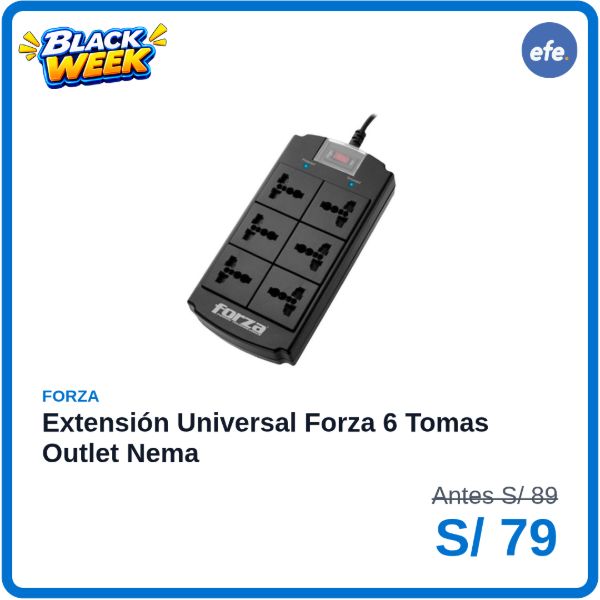 BLACK
WEEK
efe.
forza
FORZA
Extensión Universal Forza 6 Tomas
Outlet Nema
Antes S/ 89
S/ 79